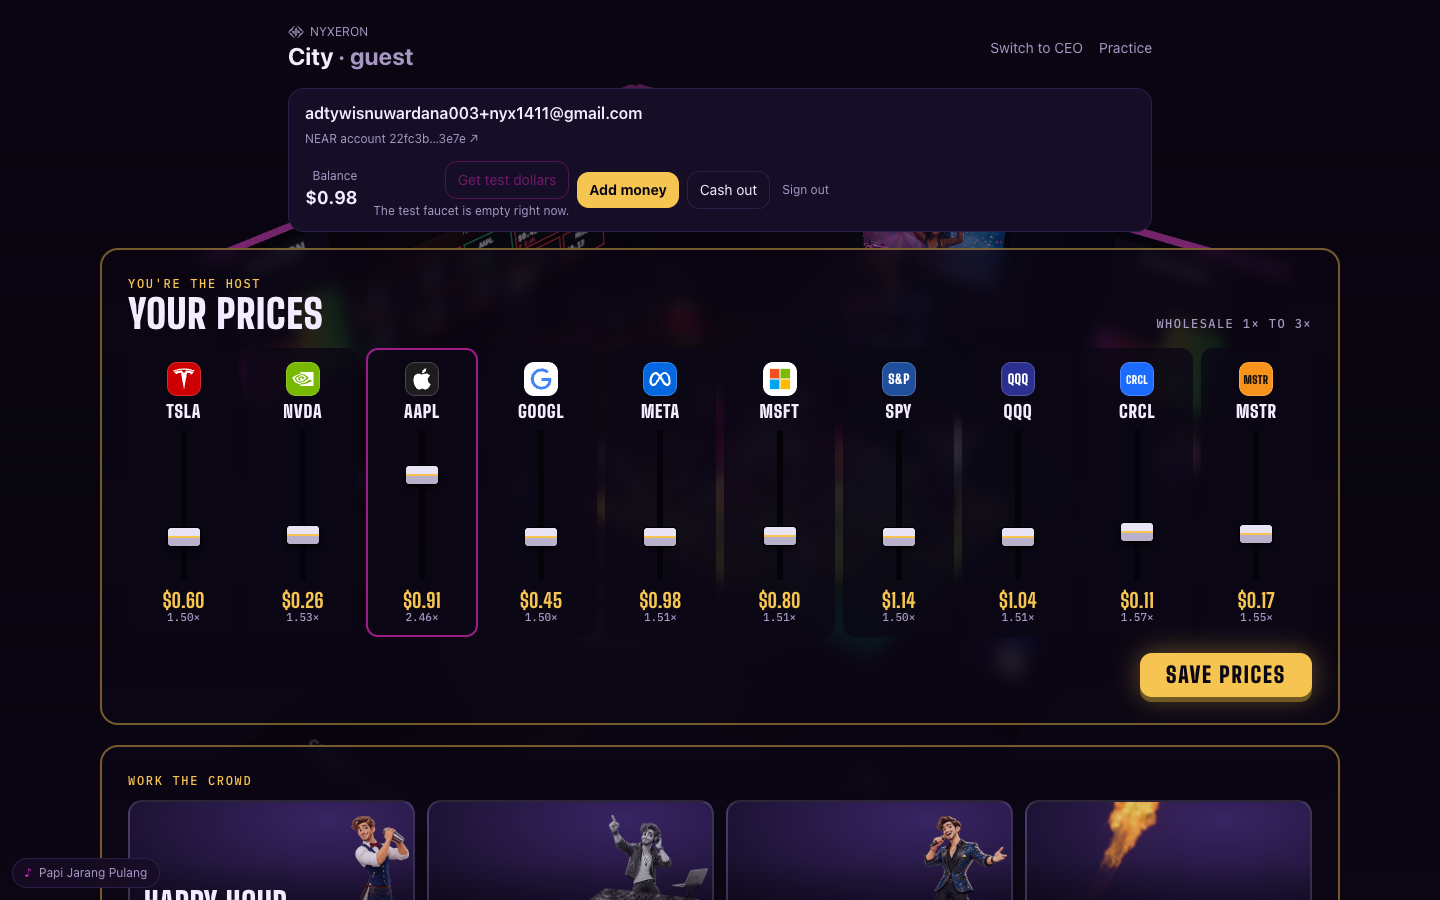 NYXERON
City · guest
Switch to CEO
Practice
adtywisnuwardana003+nyx1411@gmail.com
NEAR account 22fc3b...3e7e ↗
Balance
$0.98
Get test dollars
The test faucet is empty right now.
Add money
Cash out
Sign out
YOU'RE THE HOST
YOUR PRICES
WHOLESALE 1× TO 3×
S&P
QQQ
CRCL
MSTR
TSLA
NVDA
AAPL
GOOGL
META
MSFT
SPY
QQQ
CRCL
MSTR
$0.60
$0.26
$0.91
$0.45
$0.98
$0.80
$1.14
$1.04
$0.11
$0.17
1.50×
1.53×
2.46×
1.50×
1.51×
1.51×
1.50×
1.51×
1.57×
1.55×
SAVE PRICES
WORK THE CROWD
HAPPY HOUR
♪ Papi Jarang Pulang